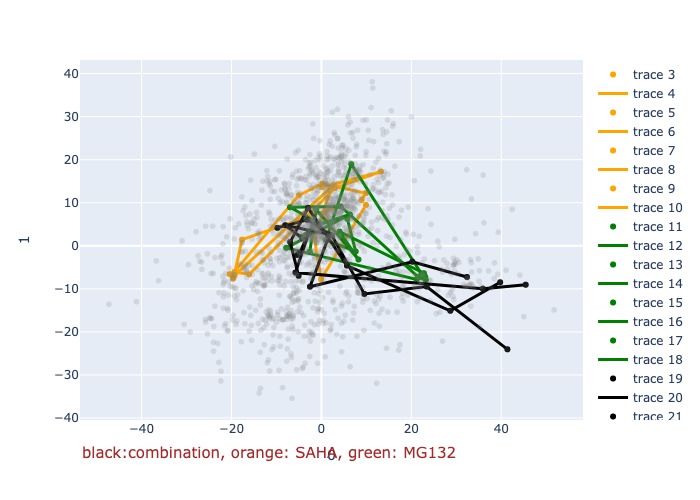 40
30
20
10
0
−10
−20
−30
−40
−40 −20 0 20 40
1
0
black:combination, orange: SAHA, green: MG132
trace 3
trace 4
trace 5
trace 6
trace 7
trace 8
trace 9
trace 10
trace 11
trace 12
trace 13
trace 14
trace 15
trace 16
trace 17
trace 18
trace 19
trace 20
trace 21